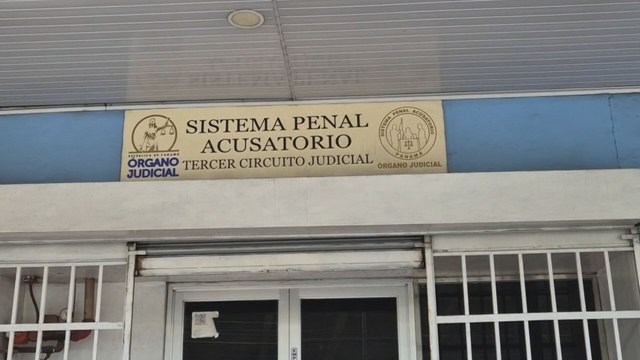 SISTEMA PENAL
ACUSATORIO
TERCER CIRCUITO JUDICIAL
REPÚBLICA DE PANAMÁ
ÓRGANO
JUDICIAL
SISTEMA PENAL ACUSATORIO
PANAMÁ
ÓRGANO JUDICIAL